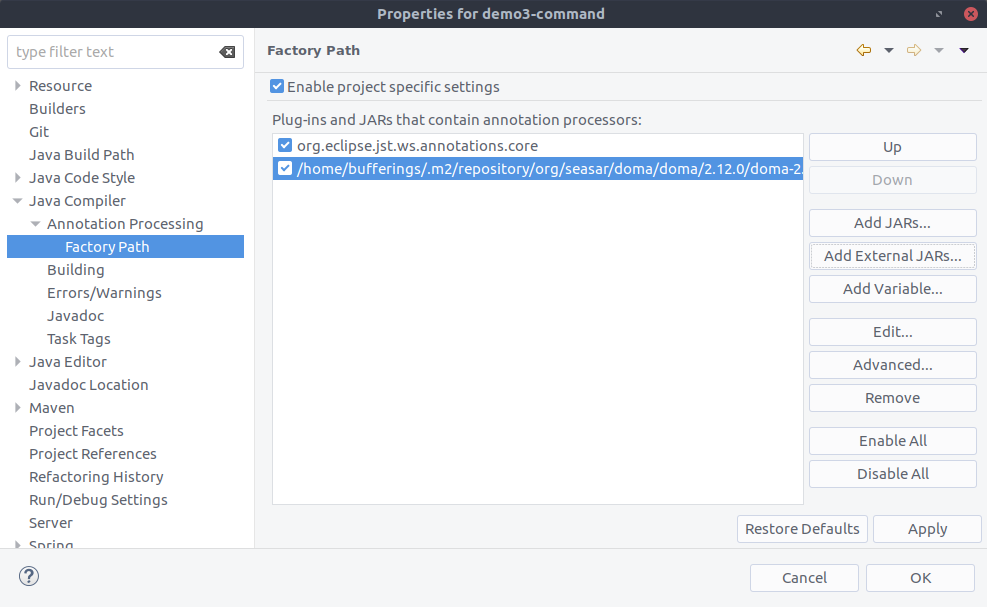 Properties for demo3-command
type filter text
Resource
Builders
Git
Java Build Path
Java Code Style
Java Compiler
Annotation Processing
Factory Path
Building
Errors/Warnings
Javadoc
Task Tags
Java Editor
Javadoc Location
Maven
Project Facets
Project References
Refactoring History
Run/Debug Settings
Server
Spring
Factory Path
Enable project specific settings
Plug-ins and JARs that contain annotation processors:
org.eclipse.jst.ws.annotations.core
/home/bufferings/.m2/repository/org/seasar/doma/doma/2.12.0/doma-2.
Up
Down
Add JARs...
Add External JARs...
Add Variable...
Edit...
Advanced...
Remove
Enable All
Disable All
Restore Defaults
Apply
?
Cancel
OK